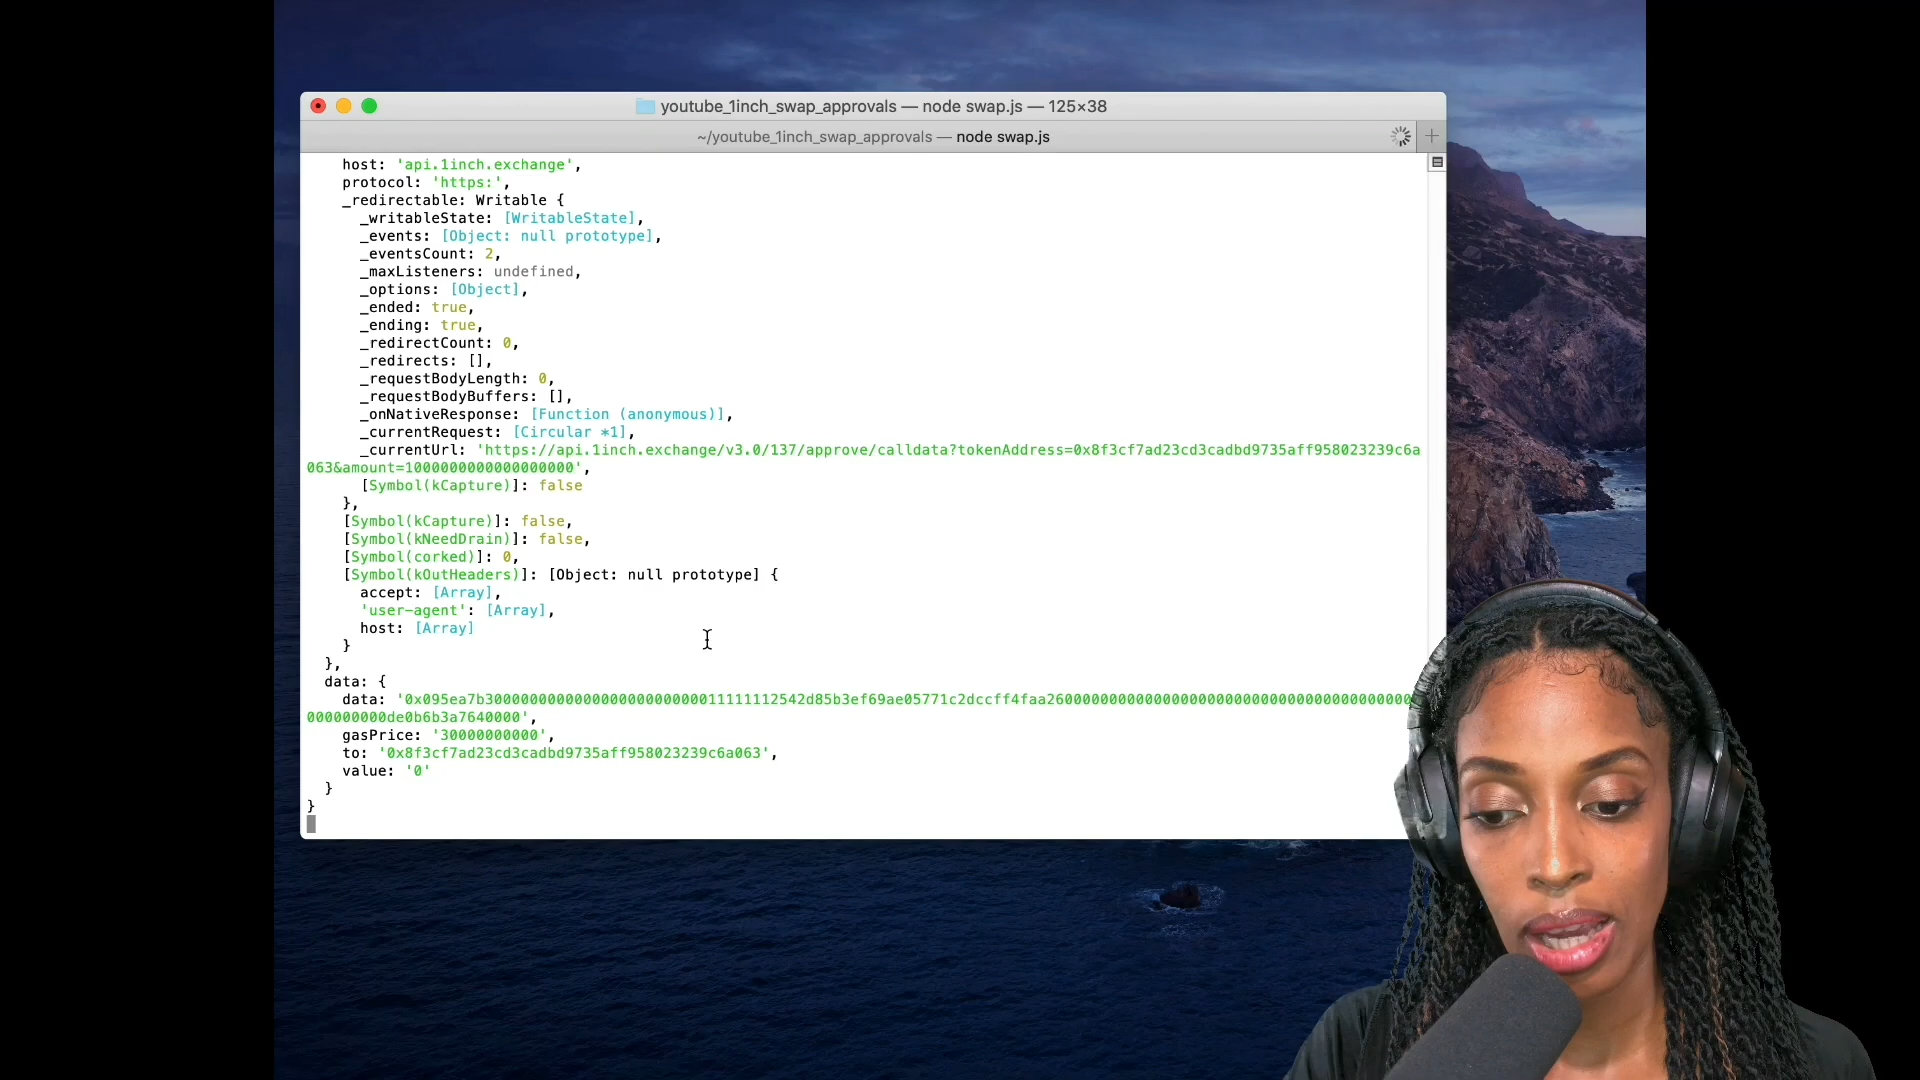 youtube_1inch_swap_approvals — node swap.js — 125×38
~/youtube_1inch_swap_approvals — node swap.js
host: 'api.1inch.exchange',
protocol: 'https:',
_redirectable: Writable {
_writableState: [WritableState],
_events: [Object: null prototype],
_eventsCount: 2,
_maxListeners: undefined,
_options: [Object],
_ended: true,
_ending: true,
_redirectCount: 0,
_redirects: [],
_requestBodyLength: 0,
_requestBodyBuffers: [],
_onNativeResponse: [Function (anonymous)],
_currentRequest: [Circular *1],
_currentUrl: 'https://api.1inch.exchange/v3.0/137/approve/calldata?tokenAddress=0x8f3cf7ad23cd3cadbd9735aff958023239c6a
063&amount=1000000000000000000',
[Symbol(kCapture)]: false
},
[Symbol(kCapture)]: false,
[Symbol(kNeedDrain)]: false,
[Symbol(corked)]: 0,
[Symbol(kOutHeaders)]: [Object: null prototype] {
accept: [Array],
'user-agent': [Array],
host: [Array]
}
},
data: {
data:
000000000de0b6b3a7640000',
gasPrice: '30000000000',
to: '0x8f3cf7ad23cd3cadbd9735aff958023239c6a063',
value: '0'
}
}